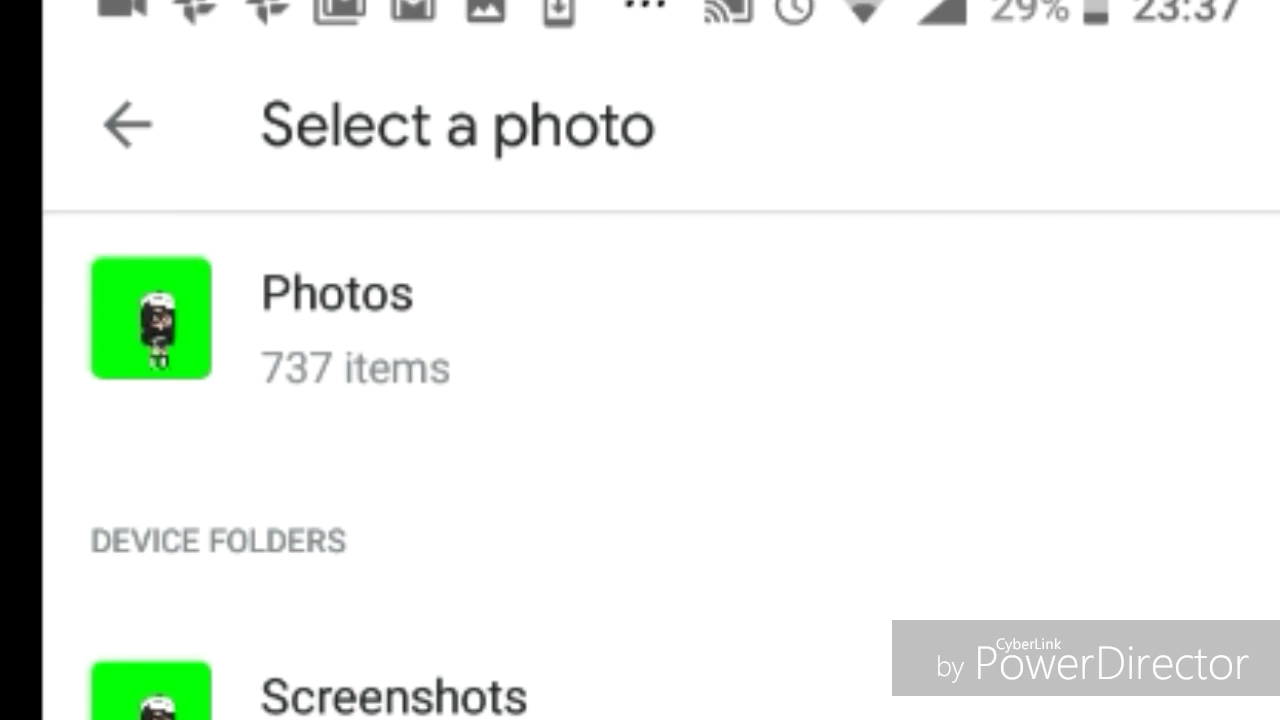 29% 23:37
Select a photo
Photos
737 items
DEVICE FOLDERS
Screenshots
CyberLink
by PowerDirector